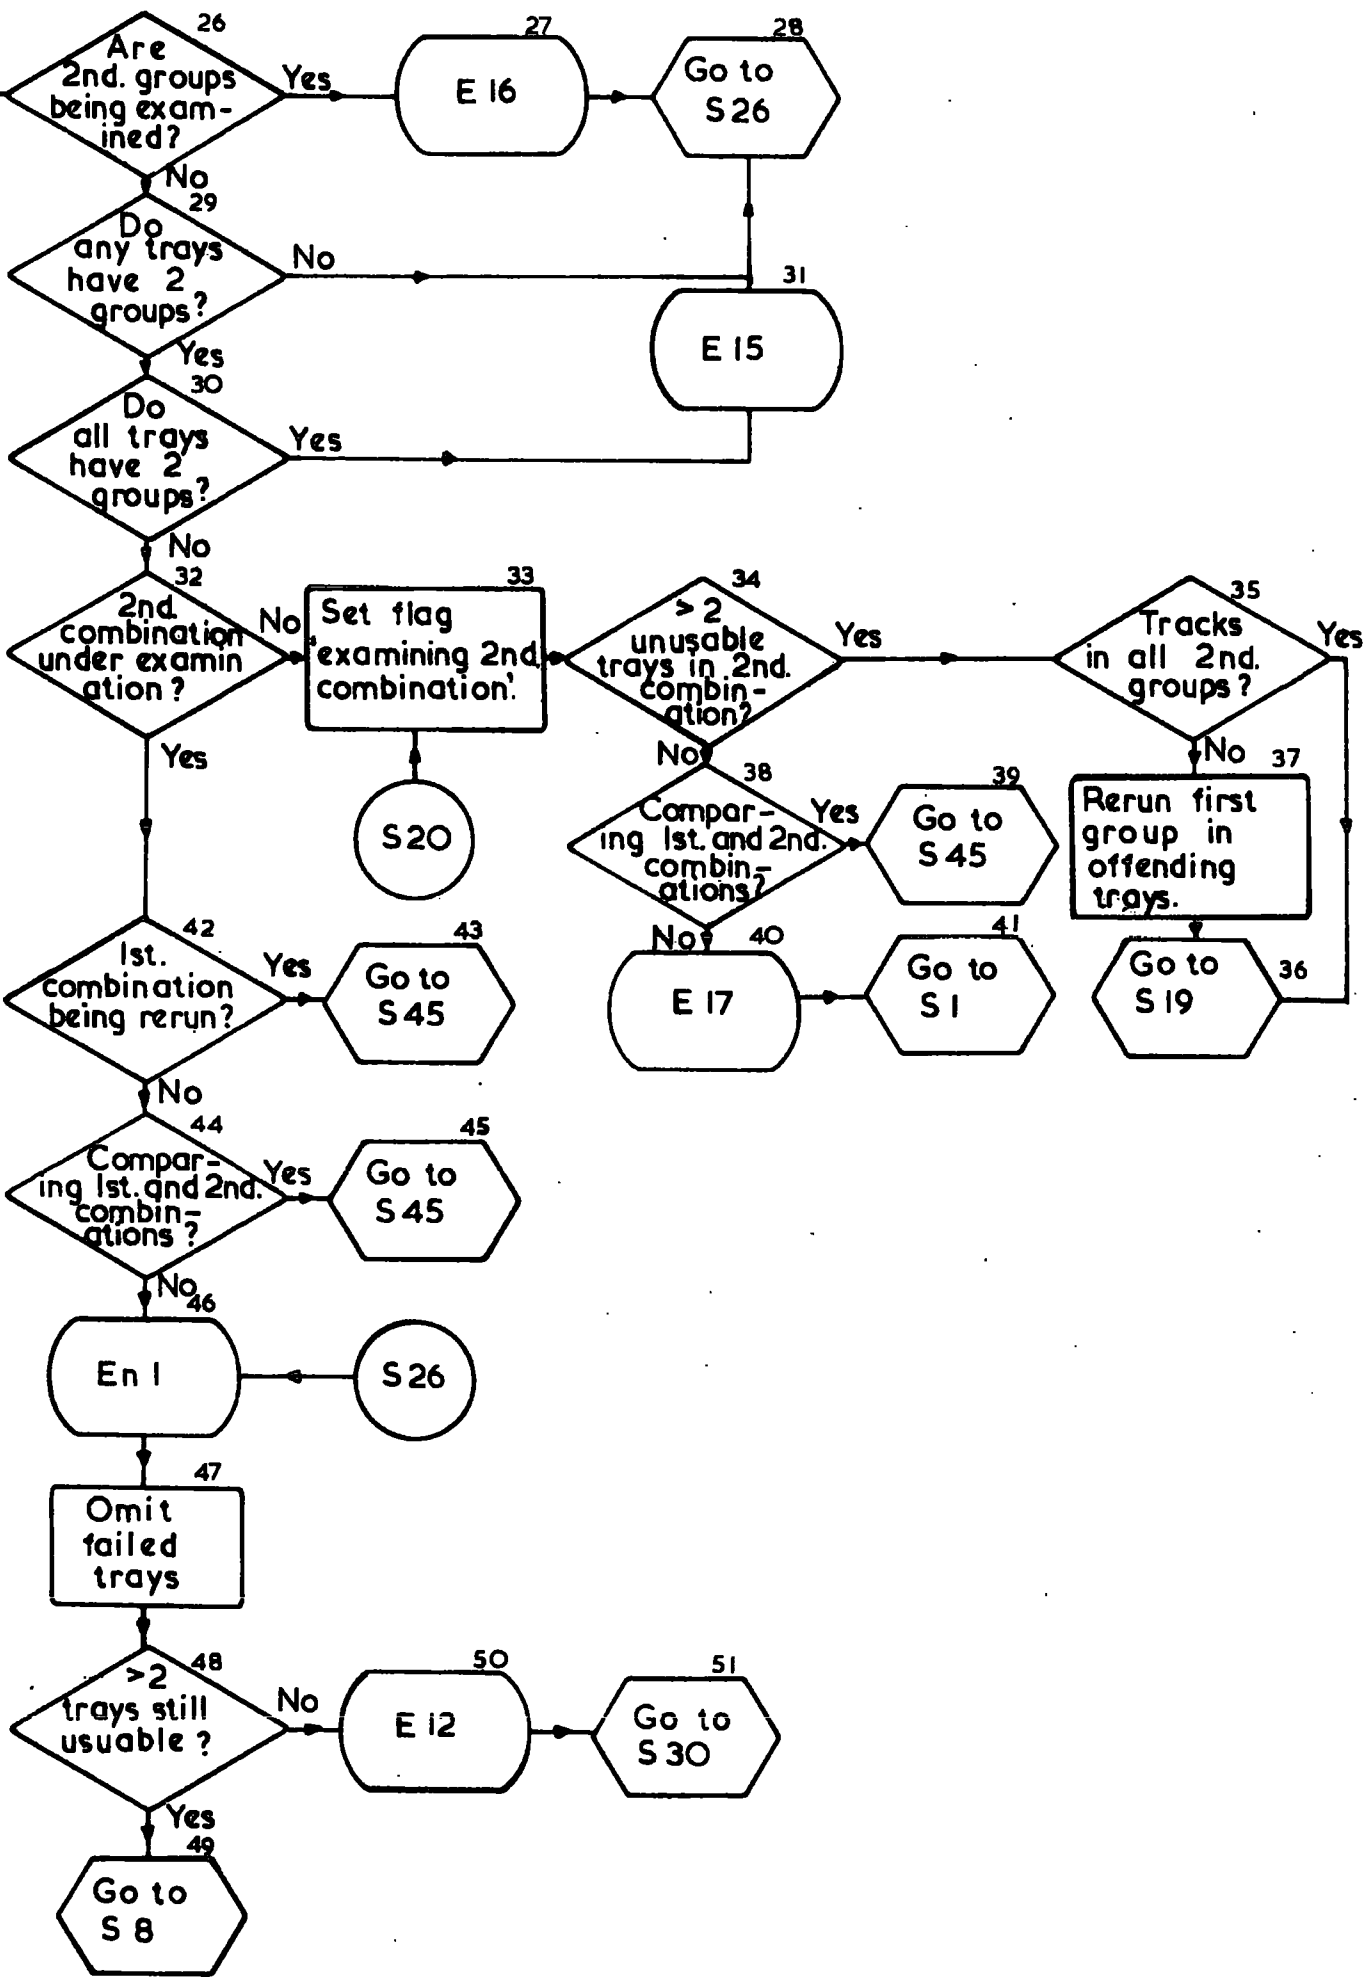 26
Are
2nd. groups
being exam-
ined?
Yes
27
E 16
28
Go to
S 26
No
29
Do
any trays
have 2
groups?
No
31
E 15
Yes
30
Do
all trays
have 2
groups?
Yes
No
32
2nd.
combination
under examin
ation?
No
33
Set flag
'examining 2nd.
combination'.
34
> 2
unusable
trays in 2nd.
combin-
ation?
Yes
35
Tracks
in all 2nd.
groups?
Yes
S 20
No
38
Compar-
ing 1st. and 2nd.
combin-
ations?
Yes
39
Go to
S 45
No
37
Rerun first
group in
offending
trays.
Yes
42
1st.
combination
being rerun?
Yes
43
Go to
S 45
No
40
E 17
41
Go to
S 1
36
Go to
S 19
No
44
Compar-
ing 1st. and 2nd.
combin-
ations?
Yes
45
Go to
S 45
No
46
En 1
S 26
47
Omit
failed
trays
48
>2
trays still
usuable?
No
50
E 12
51
Go to
S 30
Yes
49
Go to
S 8